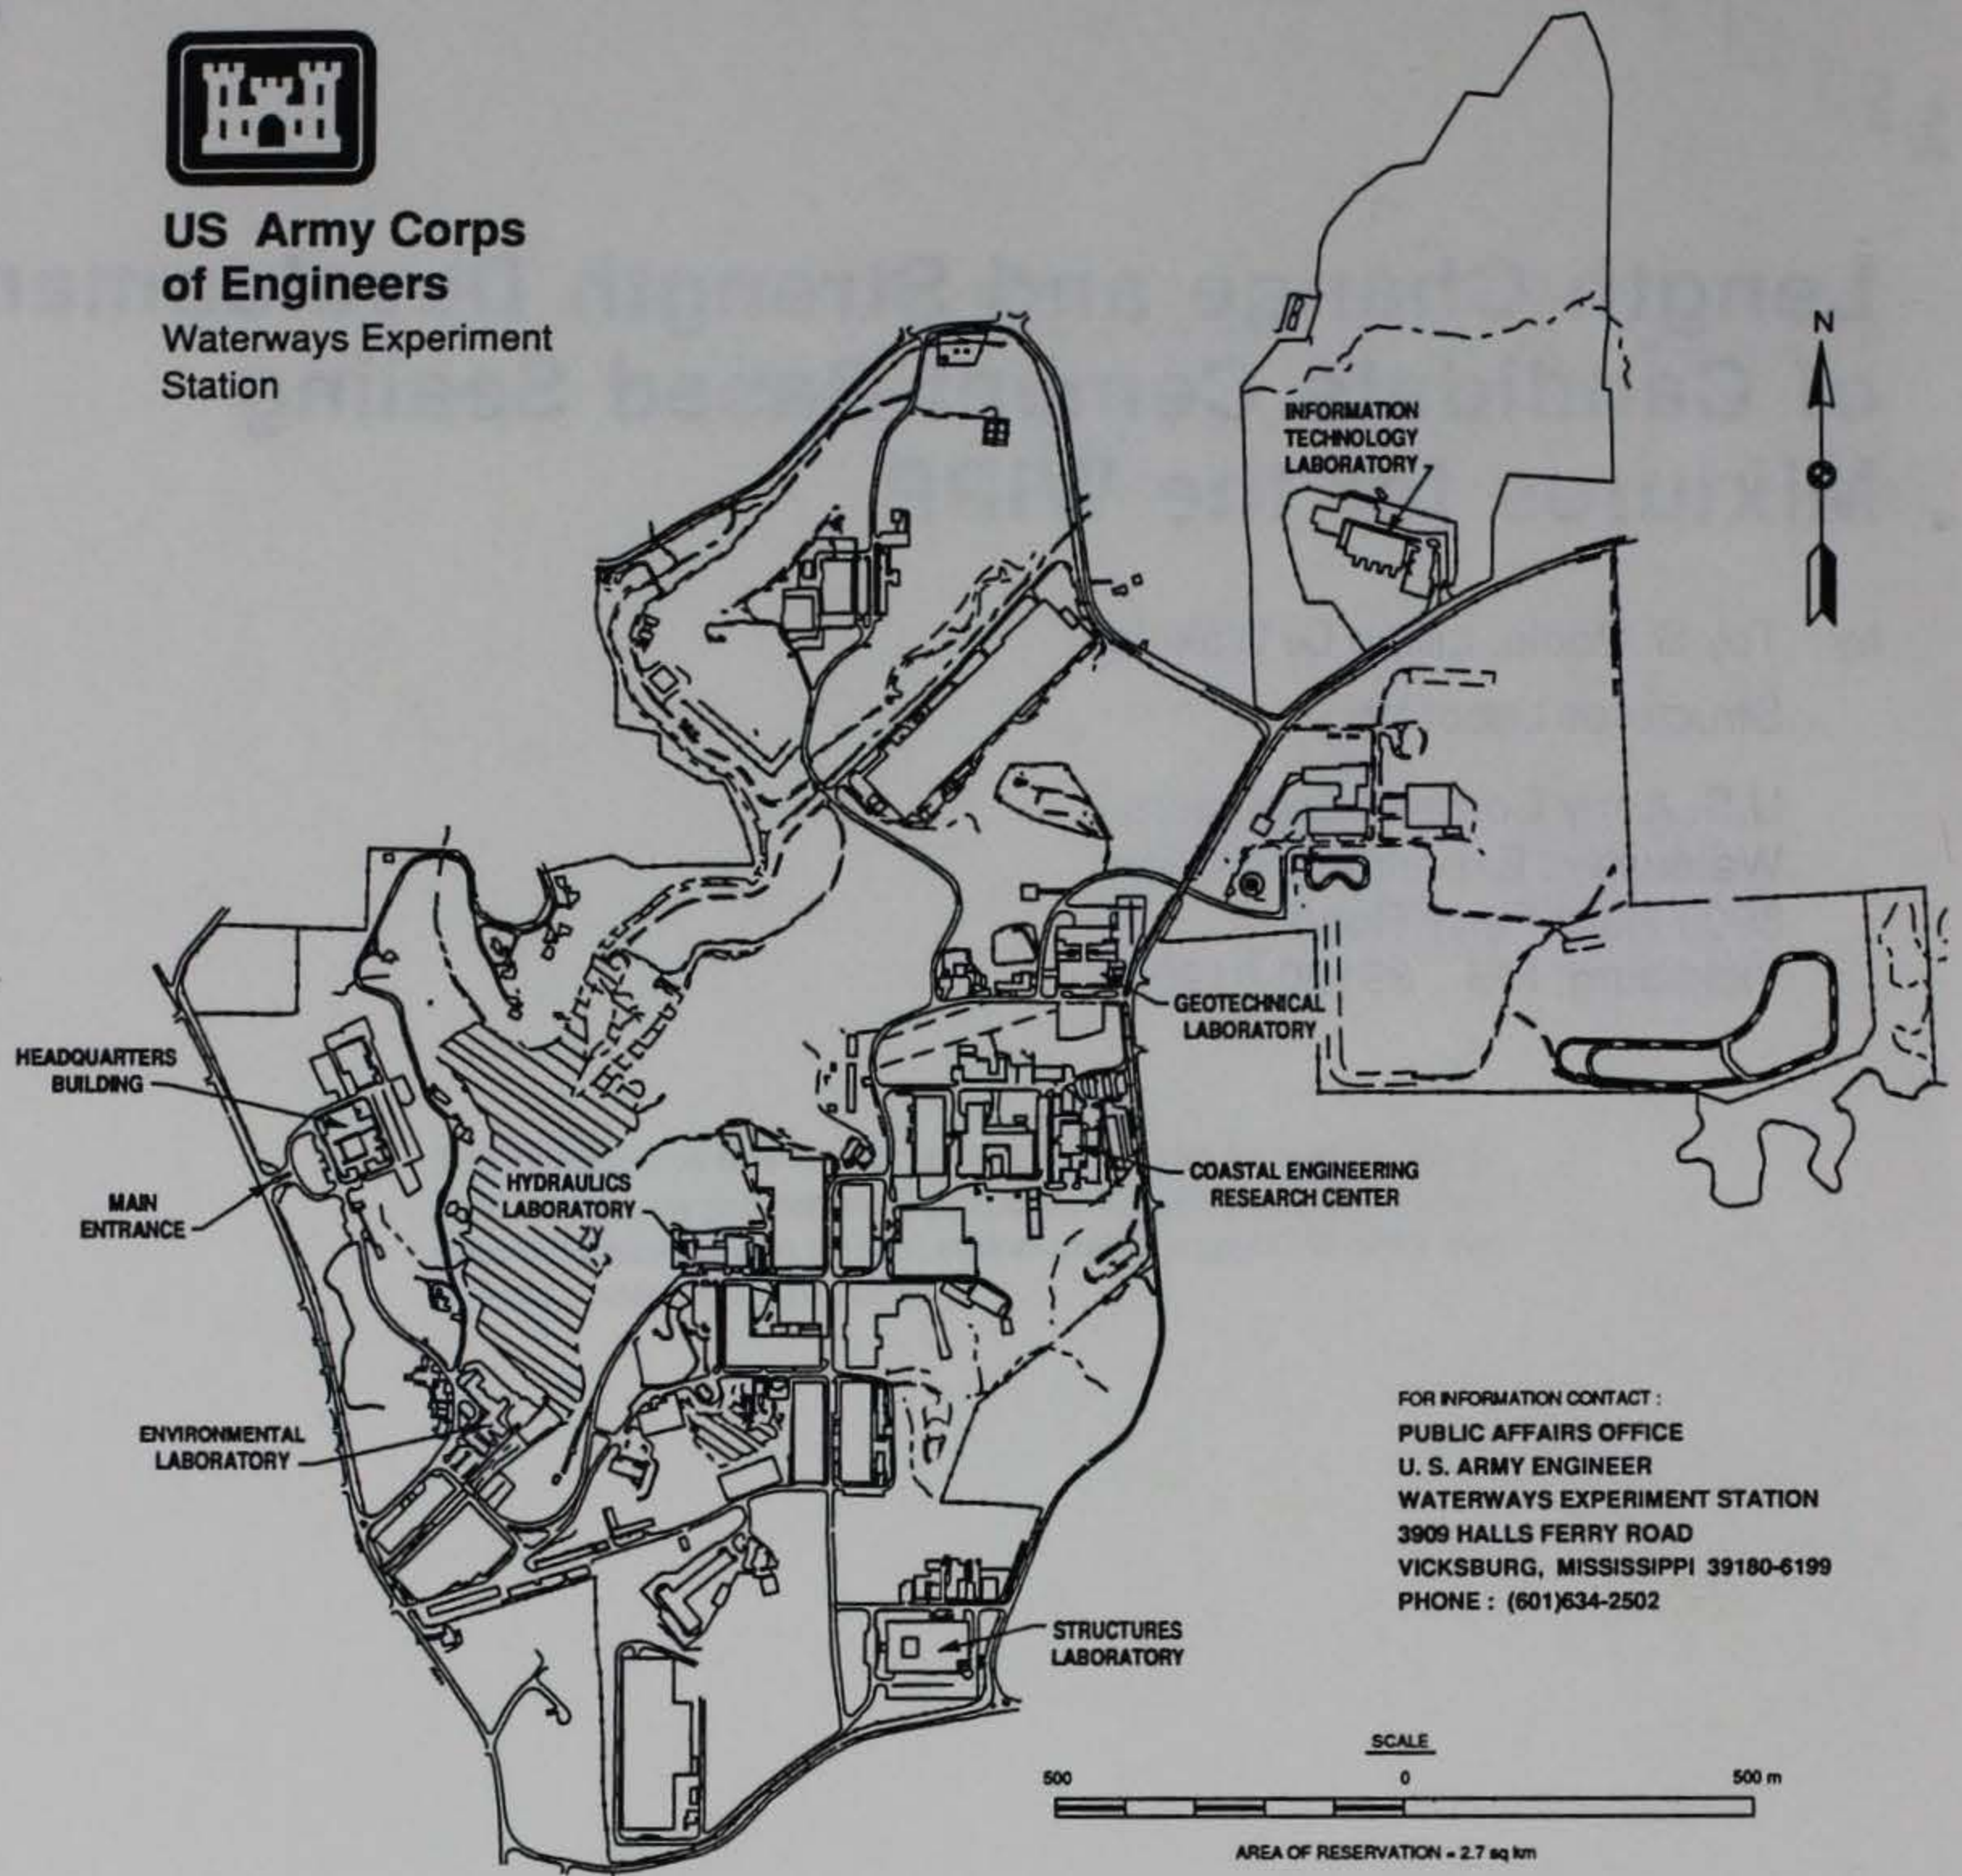 US Army Corps
of Engineers
Waterways Experiment
Station
N
INFORMATION
TECHNOLOGY
LABORATORY
GEOTECHNICAL
LABORATORY
HEADQUARTERS
BUILDING
MAIN
ENTRANCE
HYDRAULICS
LABORATORY
COASTAL ENGINEERING
RESEARCH CENTER
ENVIRONMENTAL
LABORATORY
STRUCTURES
LABORATORY
FOR INFORMATION CONTACT :
PUBLIC AFFAIRS OFFICE
U. S. ARMY ENGINEER
WATERWAYS EXPERIMENT STATION
3909 HALLS FERRY ROAD
VICKSBURG, MISSISSIPPI 39180-6199
PHONE : (601)634-2502
SCALE
500 0 500 m
AREA OF RESERVATION = 2.7 sq km